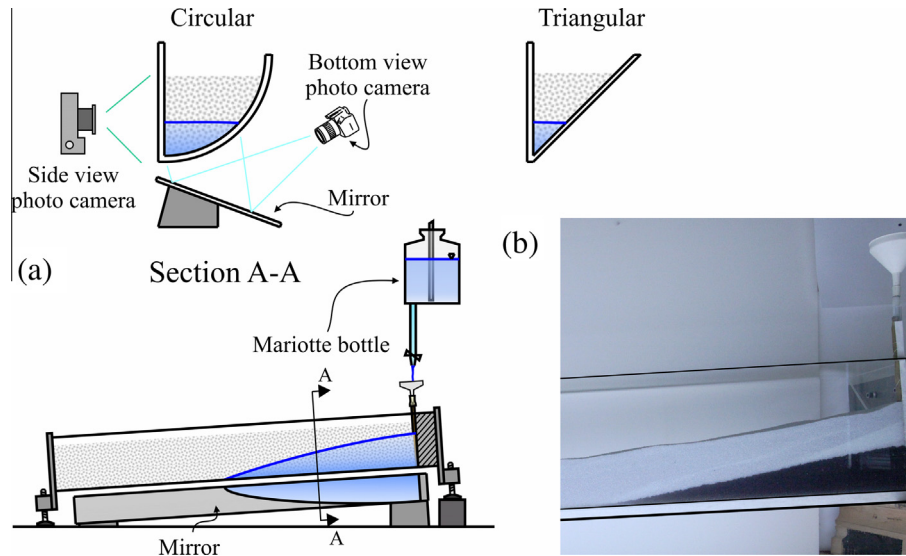 Circular
Triangular
Bottom view
photo camera
Side view
photo camera
Mirror
(a)
Section A-A
(b)
Mariotte bottle
A
A
Mirror